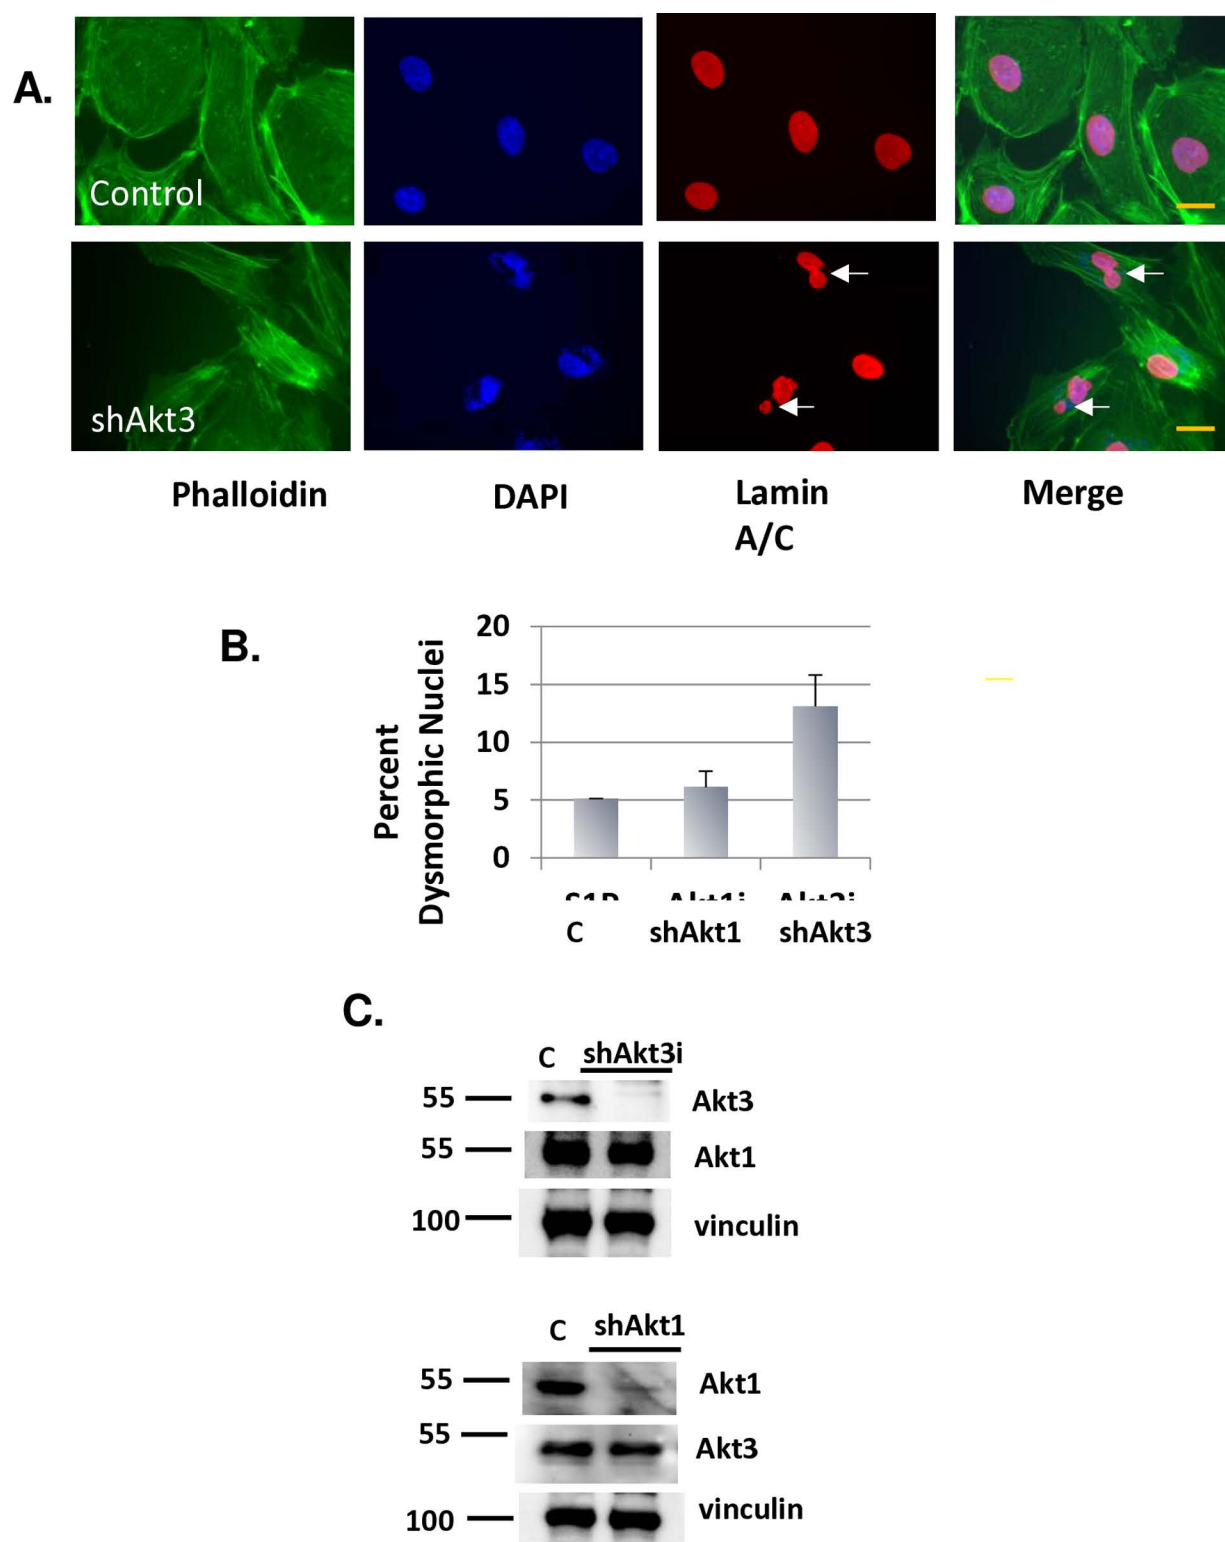 A.
Control
shAkt3
Phalloidin
DAPI
Lamin
A/C
Merge
B.
Percent
Dysmorphic Nuclei
20
15
10
5
0
C
shAkt1
shAkt3
C.
C
shAkt3i
55
Akt3
55
Akt1
100
vinculin
C
shAkt1
55
Akt1
55
Akt3
100
vinculin